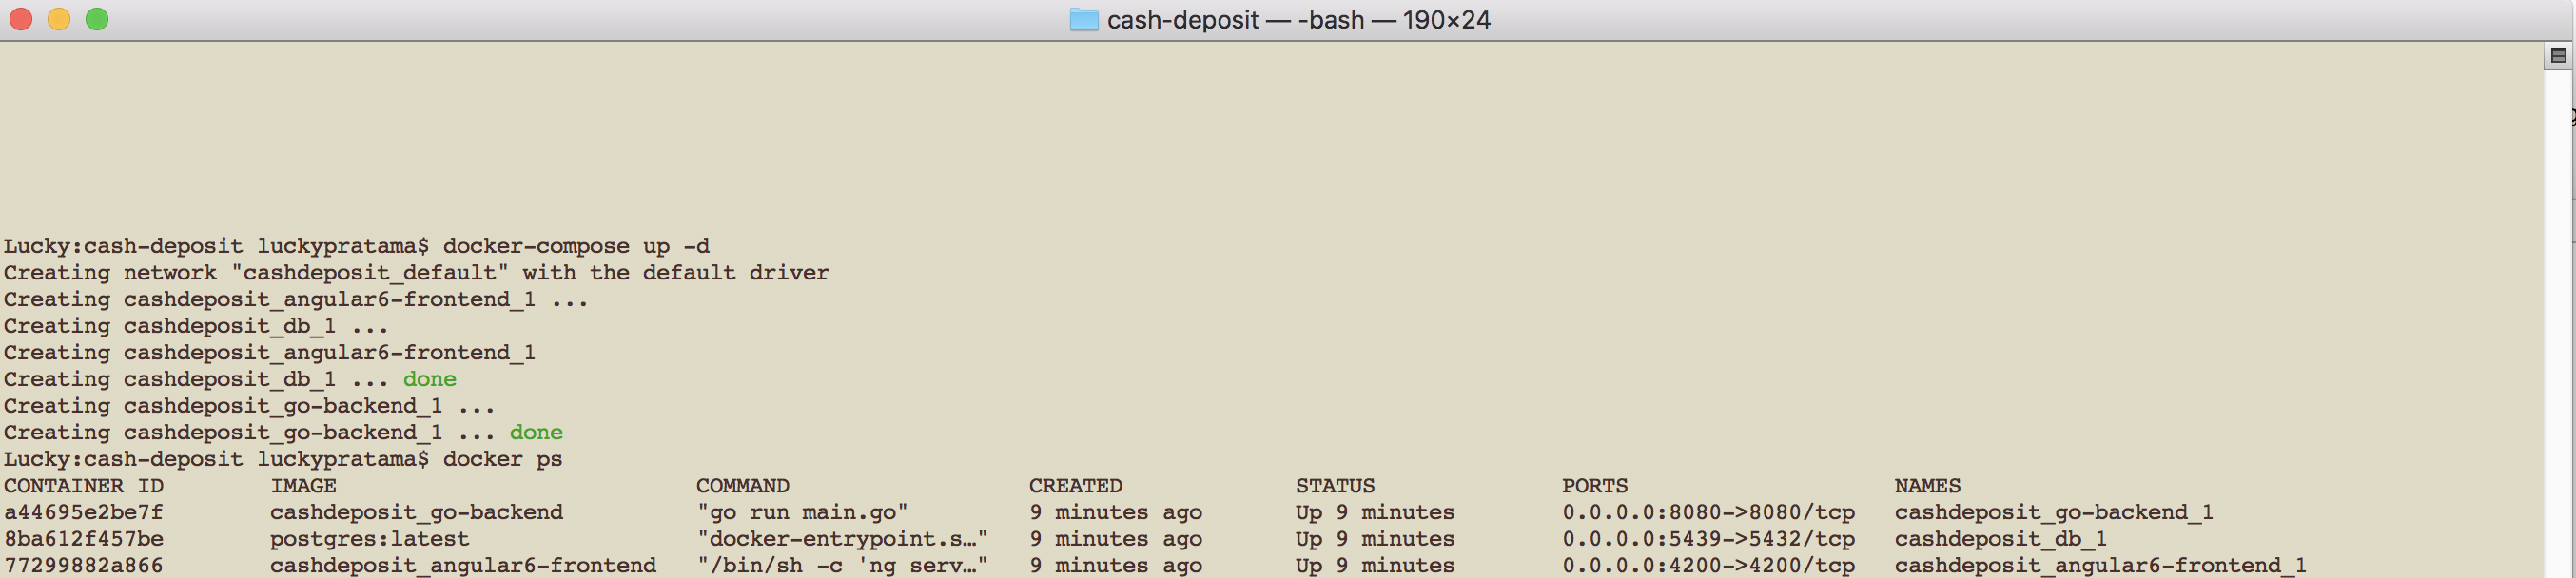 cash-deposit — -bash — 190×24
Lucky:cash-deposit luckypratama$ docker-compose up -d
Creating network "cashdeposit_default" with the default driver
Creating cashdeposit_angular6-frontend_1 ...
Creating cashdeposit_db_1 ...
Creating cashdeposit_angular6-frontend_1
Creating cashdeposit_db_1 ... done
Creating cashdeposit_go-backend_1 ...
Creating cashdeposit_go-backend_1 ... done
Lucky:cash-deposit luckypratama$ docker ps
CONTAINER ID        IMAGE                           COMMAND                  CREATED             STATUS              PORTS                    NAMES
a44695e2be7f        cashdeposit_go-backend          "go run main.go"         9 minutes ago       Up 9 minutes        0.0.0.0:8080->8080/tcp   cashdeposit_go-backend_1
8ba612f457be        postgres:latest                 "docker-entrypoint.s…"   9 minutes ago       Up 9 minutes        0.0.0.0:5439->5432/tcp   cashdeposit_db_1
77299882a866        cashdeposit_angular6-frontend   "/bin/sh -c 'ng serv…"   9 minutes ago       Up 9 minutes        0.0.0.0:4200->4200/tcp   cashdeposit_angular6-frontend_1